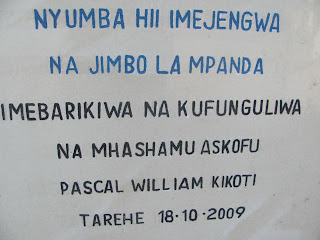 NYUMBA HII IMEJENGWA
NA JIMBO LA MPANDA
IMEBARIKIWA NA KUFUNGULIWA
NA MHASHAMU ASKOFU
PASCAL WILLIAM KIKOTI
TAREHE 18·10·2009